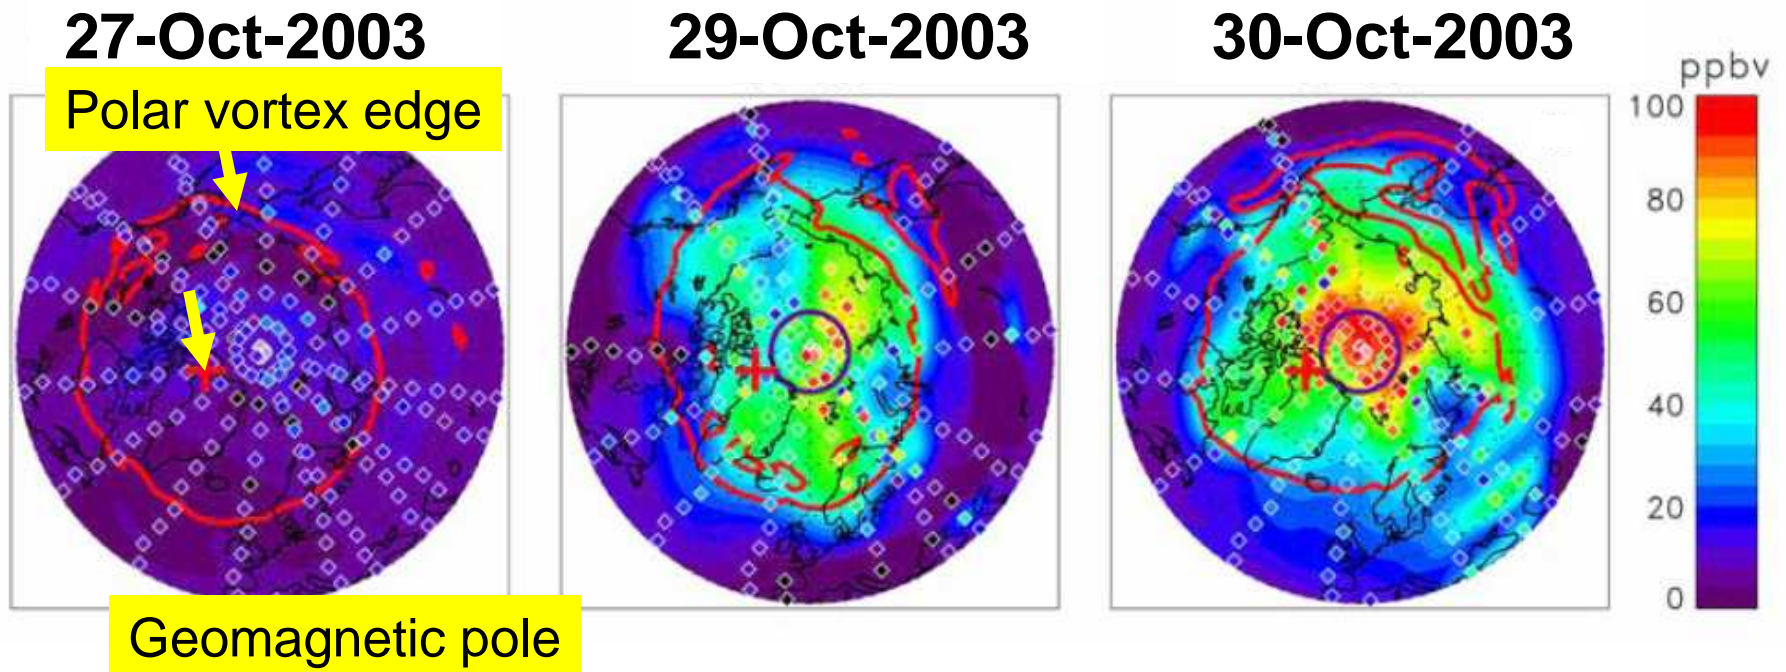 27-Oct-2003
29-Oct-2003
30-Oct-2003
Polar vortex edge
Geomagnetic pole
ppbv
100
80
60
40
20
0